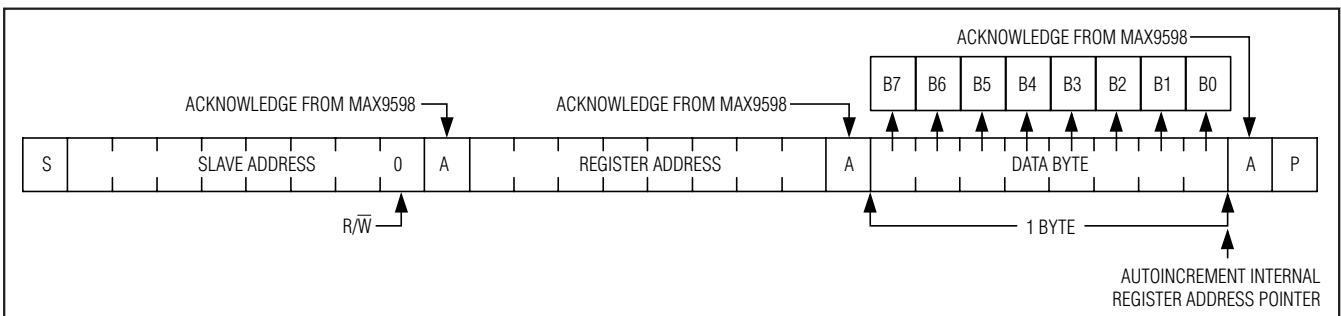 ACKNOWLEDGE FROM MAX9598
B7 B6 B5 B4 B3 B2 B1 B0
ACKNOWLEDGE FROM MAX9598 ACKNOWLEDGE FROM MAX9598
S SLAVE ADDRESS 0 A REGISTER ADDRESS A DATA BYTE A P
R/W̅ 1 BYTE
AUTOINCREMENT INTERNAL
REGISTER ADDRESS POINTER